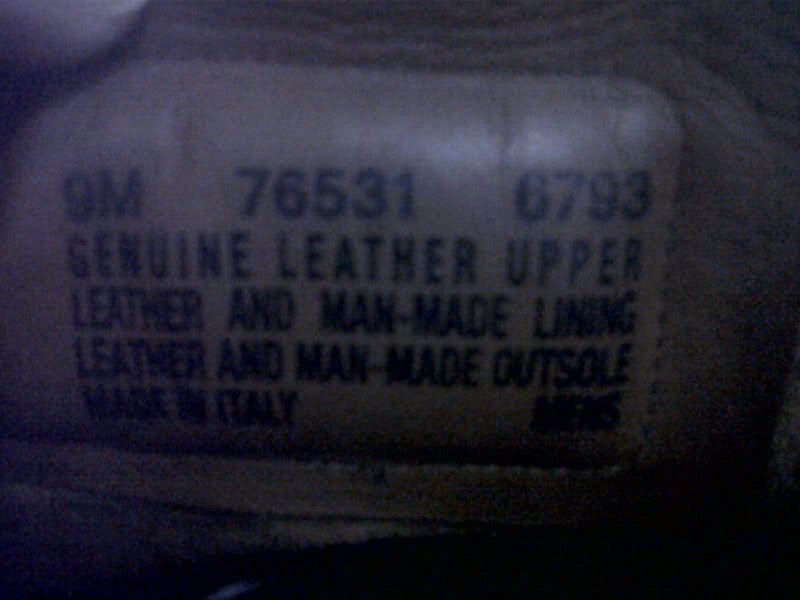 9M 76531 6793
GENUINE LEATHER UPPER
LEATHER AND MAN-MADE LINING
LEATHER AND MAN-MADE OUTSOLE
MADE IN ITALY MENS